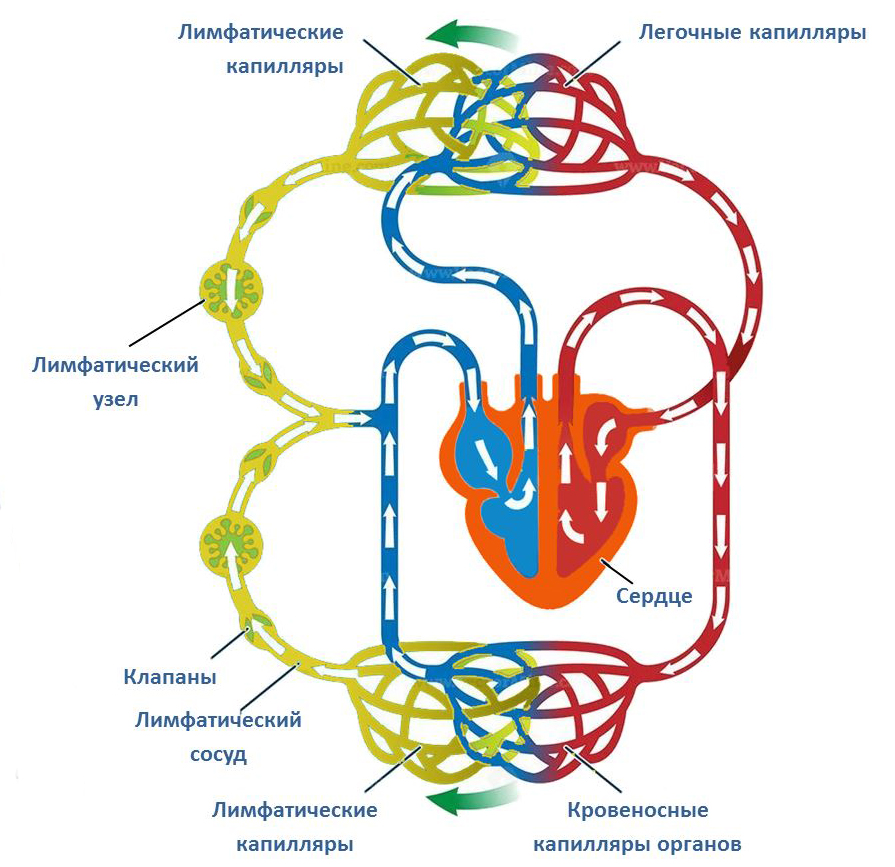 Лимфатические
капилляры
Легочные капилляры
Лимфатический
узел
Сердце
Клапаны
Лимфатический
сосуд
Лимфатические
капилляры
Кровеносные
капилляры органов